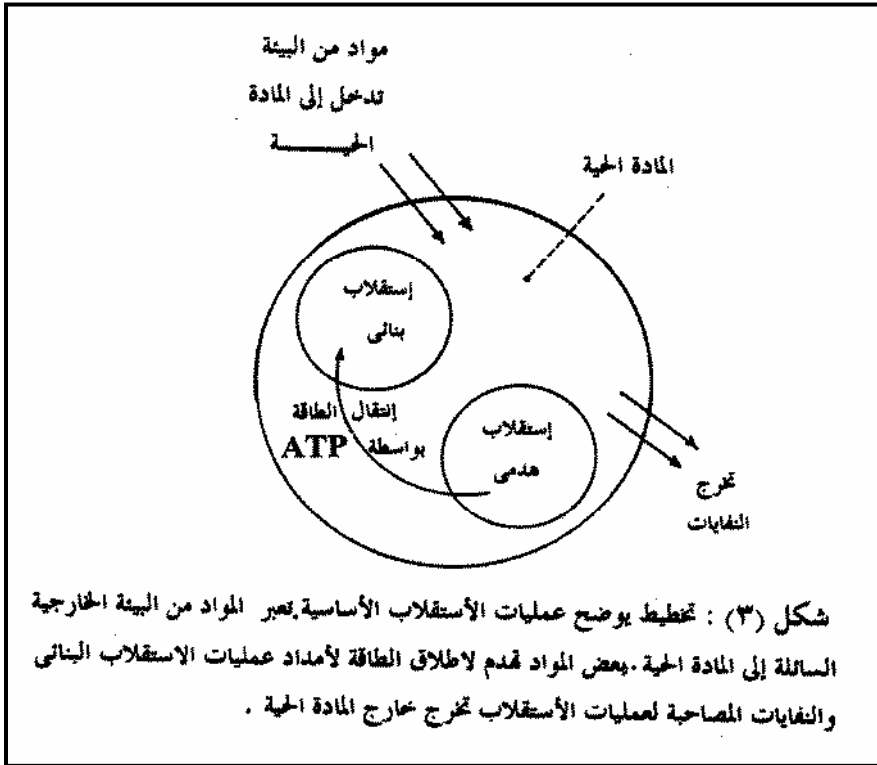 مواد من البيئة
تدخل إلى المادة
الحيـــــــة
المادة الحية
إستقلاب
بنائى
إنتقال الطاقة
بواسطة ATP
إستقلاب
هدمى
تخرج
النفايات
شكل (٣) : تخطيط يوضح عمليات الأستقلاب الأساسية.تعبر المواد من البيئة الخارجية
السائلة إلى المادة الحية.بعض المواد تهدم لاطلاق الطاقة لأمداد عمليات الاستقلاب البنائى
والنفايات المصاحبة لعمليات الأستقلاب تخرج خارج المادة الحية .